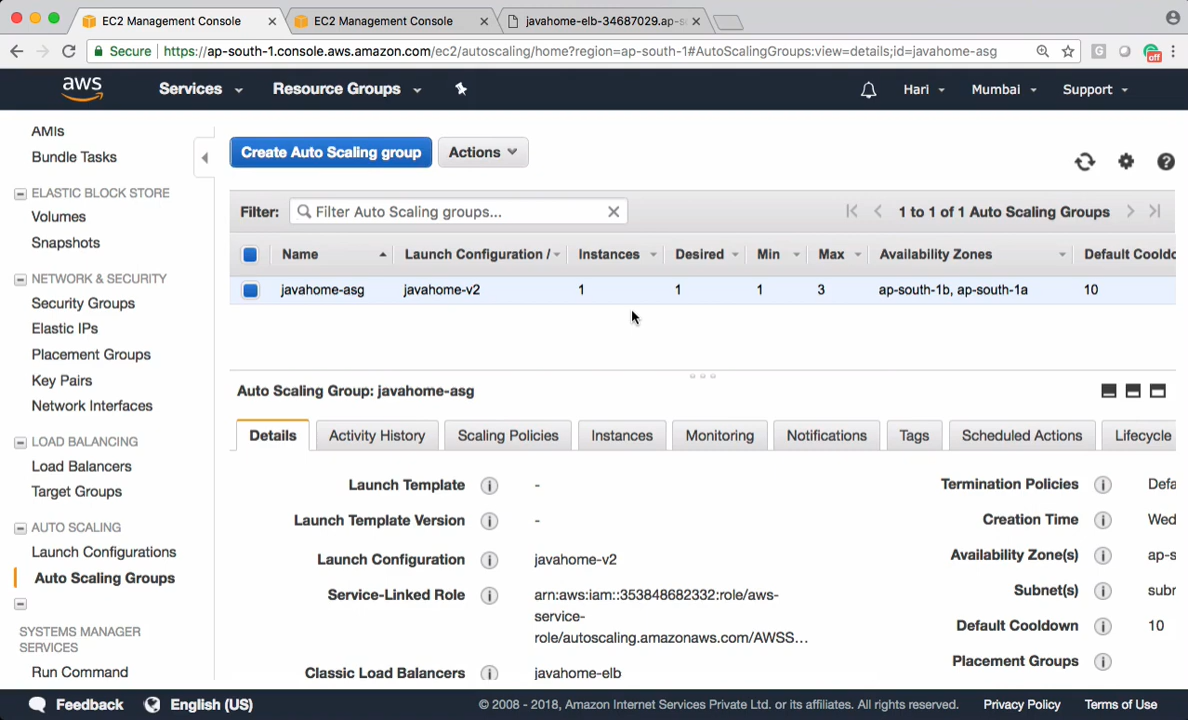 EC2 Management Console
EC2 Management Console
javahome-elb-34687029.ap-s
Secure
https://ap-south-1.console.aws.amazon.com/ec2/autoscaling/home?region=ap-south-1#AutoScalingGroups:view=details;id=javahome-asg
G
off
aws
Services
Resource Groups
Hari
Mumbai
Support
AMIs
Bundle Tasks
ELASTIC BLOCK STORE
Volumes
Snapshots
NETWORK & SECURITY
Security Groups
Elastic IPs
Placement Groups
Key Pairs
Network Interfaces
LOAD BALANCING
Load Balancers
Target Groups
AUTO SCALING
Launch Configurations
Auto Scaling Groups
SYSTEMS MANAGER
SERVICES
Run Command
Create Auto Scaling group
Actions
Filter:
Filter Auto Scaling groups...
1 to 1 of 1 Auto Scaling Groups
Name
Launch Configuration /
Instances
Desired
Min
Max
Availability Zones
Default Cooldo
javahome-asg
javahome-v2
1
1
1
3
ap-south-1b, ap-south-1a
10
Auto Scaling Group: javahome-asg
Details
Activity History
Scaling Policies
Instances
Monitoring
Notifications
Tags
Scheduled Actions
Lifecycle
Launch Template
-
Launch Template Version
-
Launch Configuration
javahome-v2
Service-Linked Role
arn:aws:iam::353848682332:role/aws-
service-
role/autoscaling.amazonaws.com/AWSS...
Classic Load Balancers
javahome-elb
Termination Policies
Defa
Creation Time
Wed
Availability Zone(s)
ap-s
Subnet(s)
subr
Default Cooldown
10
Placement Groups
Feedback
English (US)
© 2008 - 2018, Amazon Internet Services Private Ltd. or its affiliates. All rights reserved.
Privacy Policy
Terms of Use